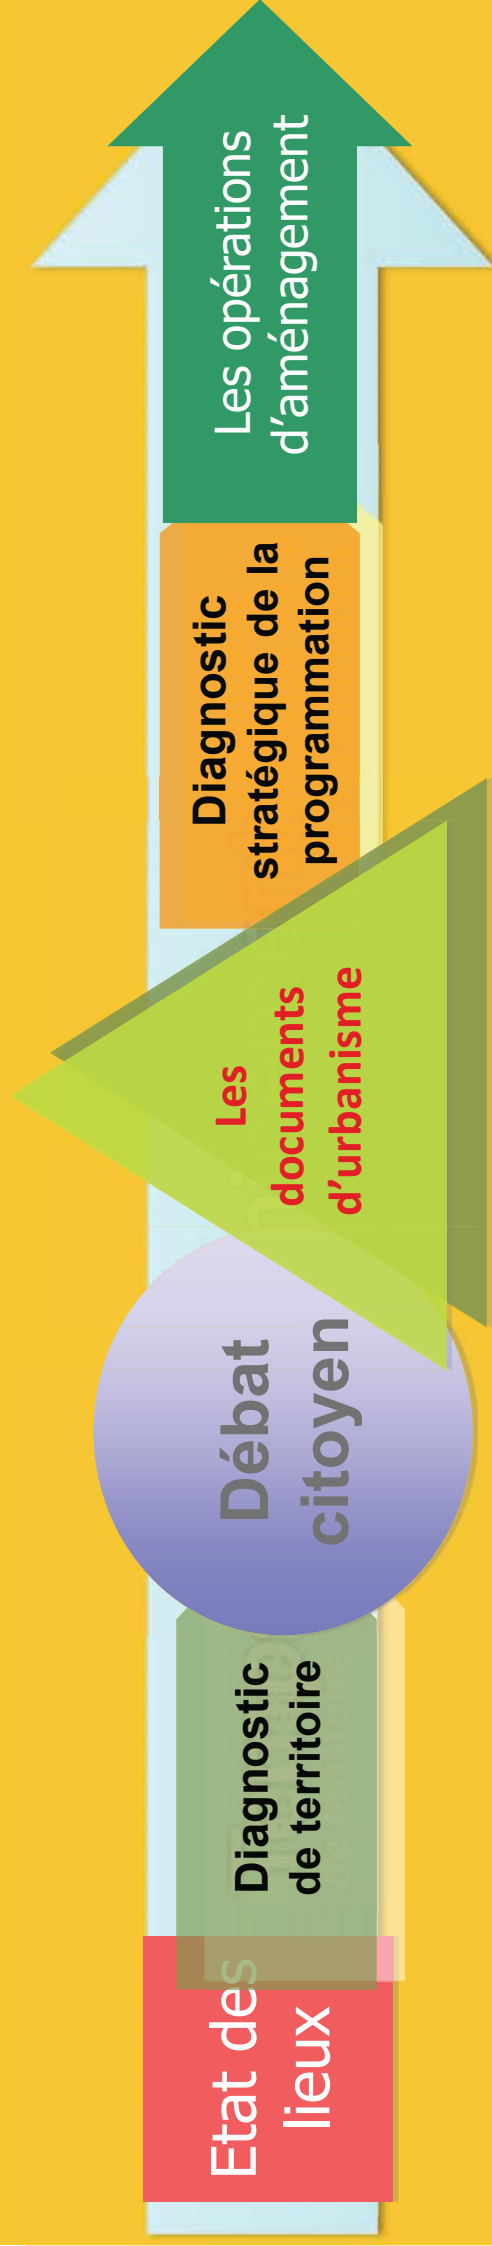 Etat des
lieux
Diagnostic
de territoire
Débat
citoyen
Les
documents
d'urbanisme
Diagnostic
stratégique de la
programmation
Les opérations
d'aménagement